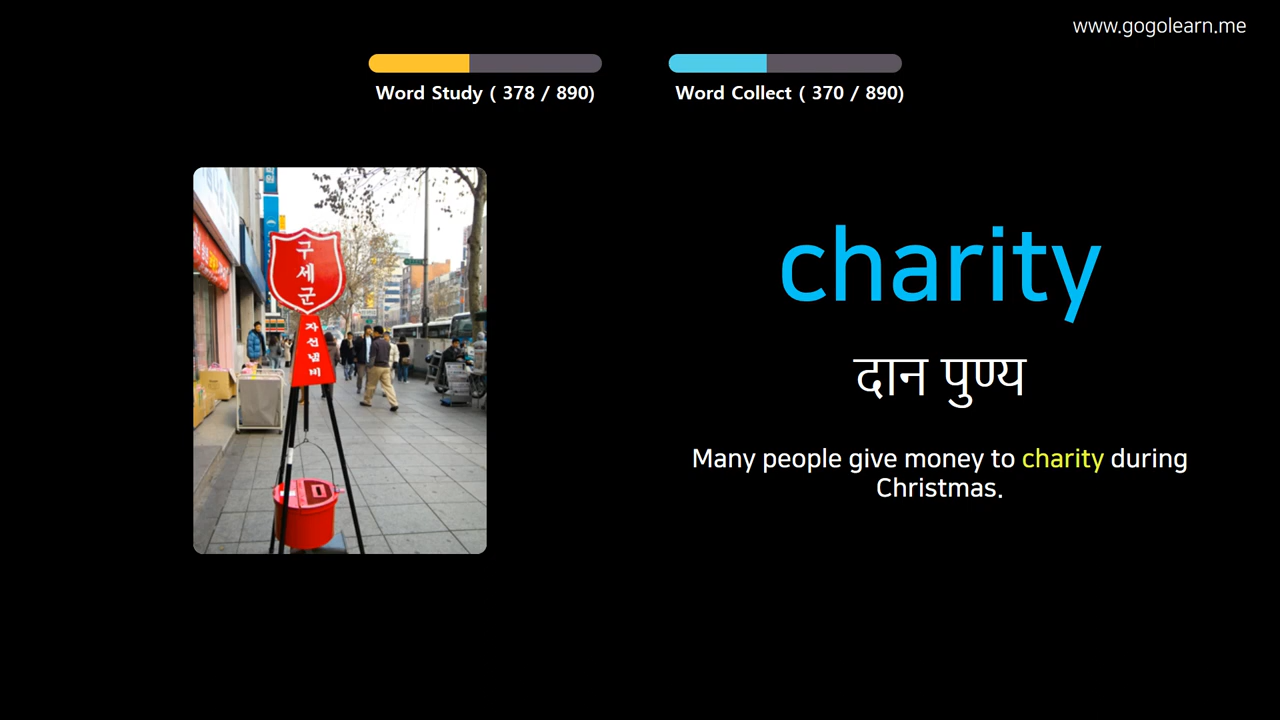 www.gogolearn.me
Word Study ( 378 / 890)
Word Collect ( 370 / 890)
구세군
자선냄비
charity
दान पुण्य
Many people give money to charity during
Christmas.